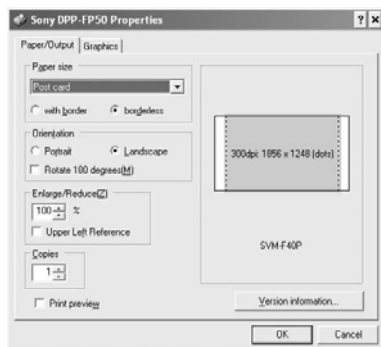 Sony DPP-FP50 Properties
Paper/Output Graphics
Paper size
Post card
with border borderless
Orientation
Portrait Landscape
Rotate 180 degrees(M)
Enlarge/Reduce(Z)
100 %
Upper Left Reference
Copies
1
Print preview
300dpi: 1856 x 1248 (dots)
SVM-F40P
Version information...
OK Cancel